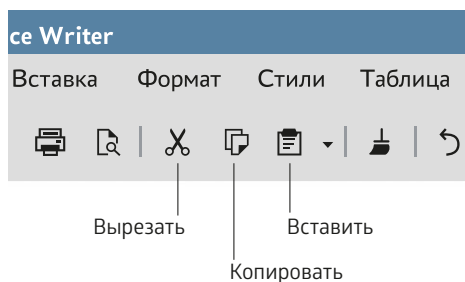 ce Writer
Вставка Формат Стили Таблица
Вырезать Вставить
Копировать